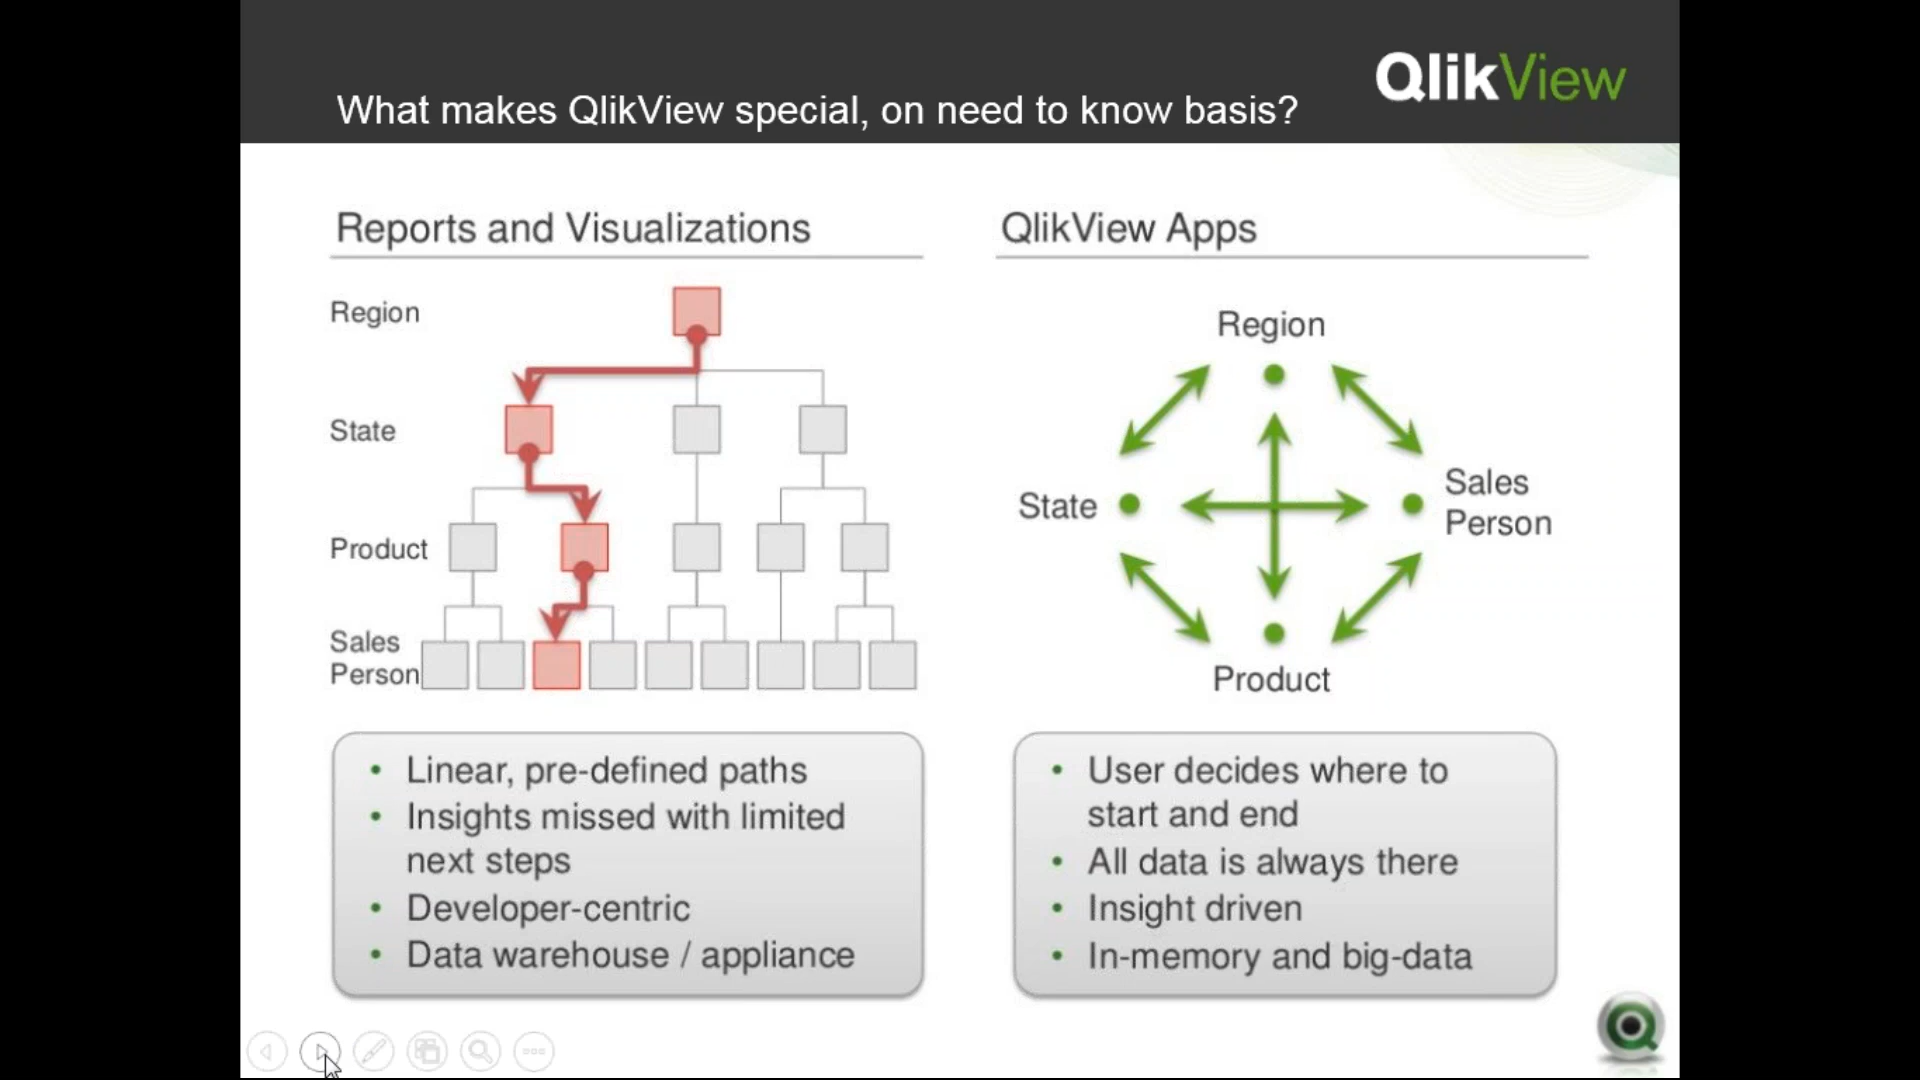 QlikView
What makes QlikView special, on need to know basis?
Reports and Visualizations
Region
State
Product
Sales
Person
• Linear, pre-defined paths
• Insights missed with limited
next steps
• Developer-centric
• Data warehouse / appliance
QlikView Apps
Region
State
Sales
Person
Product
• User decides where to
start and end
• All data is always there
• Insight driven
• In-memory and big-data